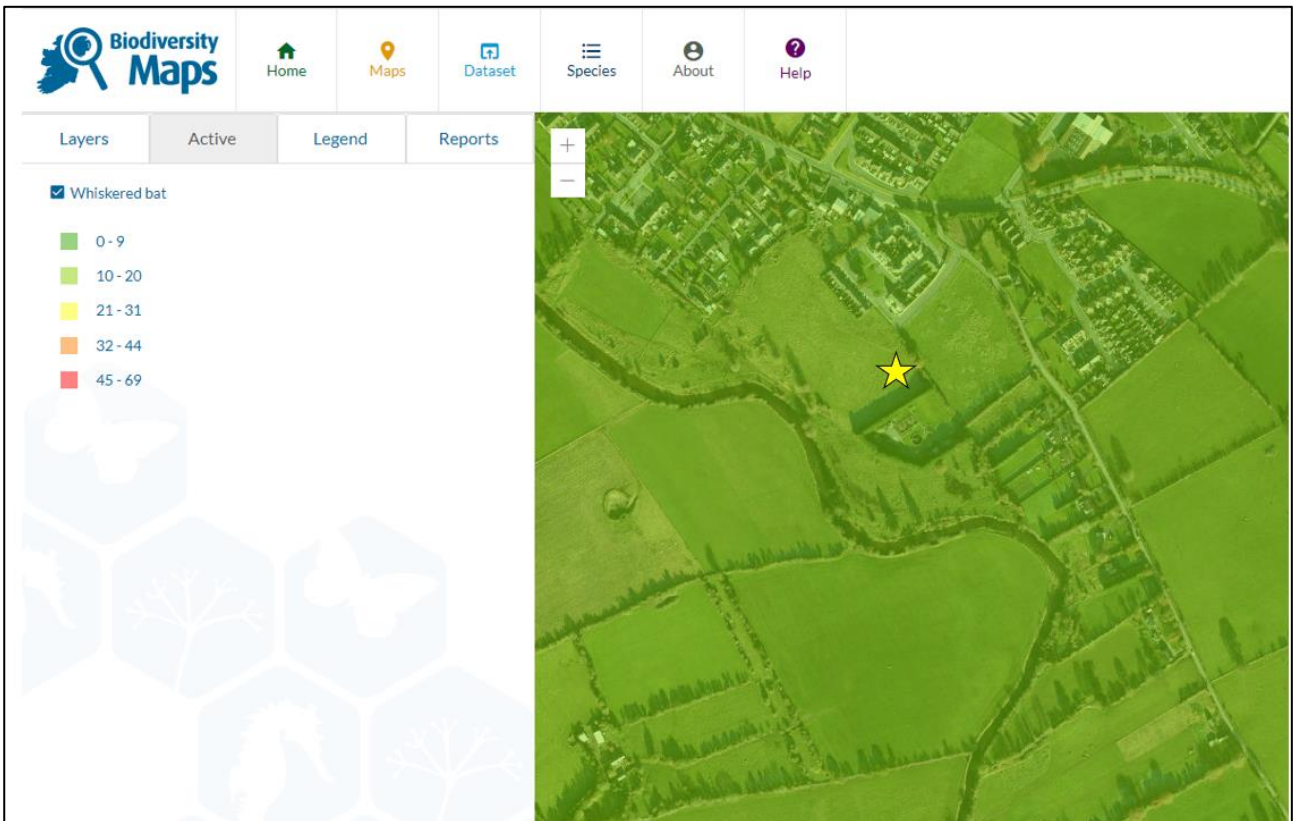 Biodiversity
Maps
Home
Maps
Dataset
Species
About
Help
Layers
Active
Legend
Reports
Whiskered bat
0 - 9
10 - 20
21 - 31
32 - 44
45 - 69
+
−